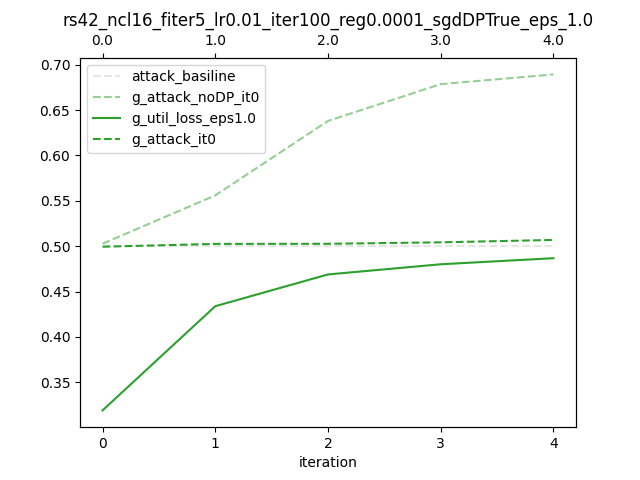 rs42_ncl16_fiter5_lr0.01_iter100_reg0.0001_sgdDPTrue_eps_1.0
0.0 1.0 2.0 3.0 4.0
attack_basiline
g_attack_noDP_it0
g_util_loss_eps1.0
g_attack_it0
0.70
0.65
0.60
0.55
0.50
0.45
0.40
0.35
0 1 2 3 4
iteration